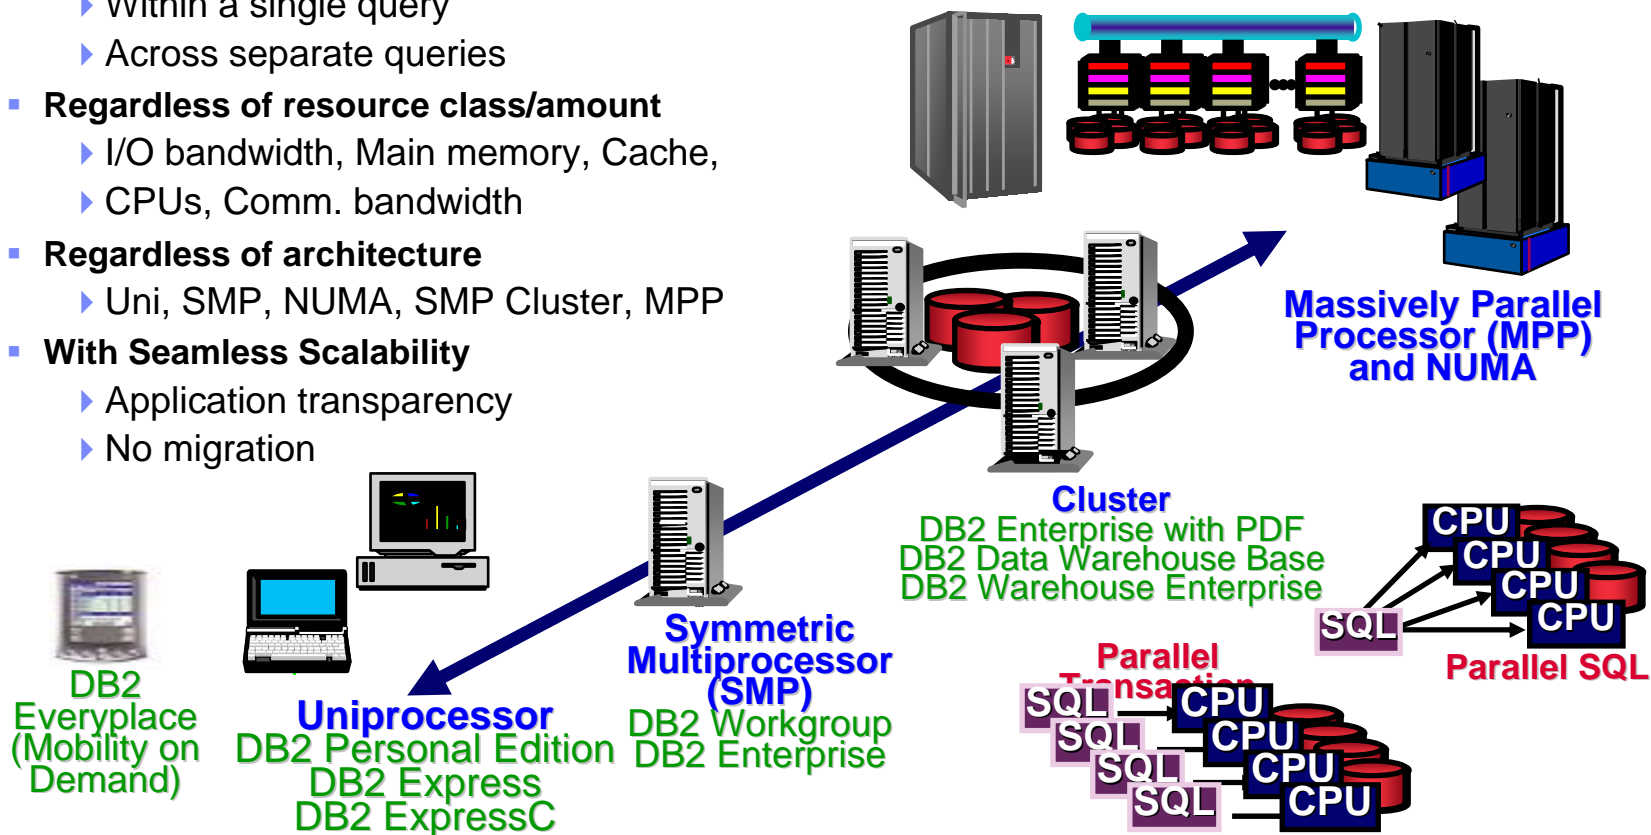 Within a single query
Across separate queries
Regardless of resource class/amount
I/O bandwidth, Main memory, Cache,
CPUs, Comm. bandwidth
Regardless of architecture
Uni, SMP, NUMA, SMP Cluster, MPP
With Seamless Scalability
Application transparency
No migration
Massively Parallel
Processor (MPP)
and NUMA
Cluster
DB2 Enterprise with PDF
DB2 Data Warehouse Base
DB2 Warehouse Enterprise
Symmetric
Multiprocessor
(SMP)
DB2 Workgroup
DB2 Enterprise
Uniprocessor
DB2 Personal Edition
DB2 Express
DB2 ExpressC
DB2
Everyplace
(Mobility on
Demand)
CPU
CPU
CPU
CPU
SQL
Parallel SQL
Parallel
Transaction
SQL
CPU
SQL
CPU
SQL
CPU
SQL
CPU